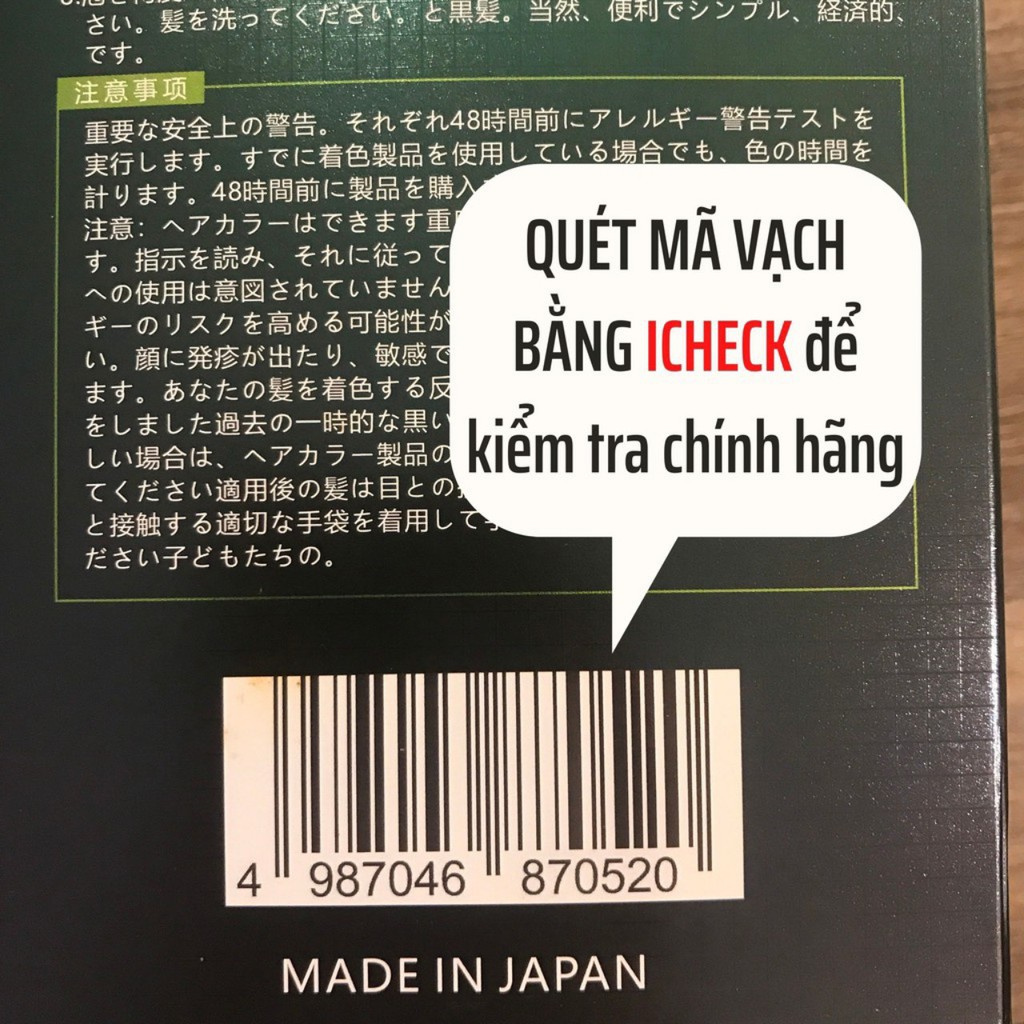 さい。髪を洗ってください。と黒髪。当然、便利でシンプル、経済的、
です。
注意事项
重要な安全上の警告。それぞれ48時間前にアレルギー警告テストを
実行します。すでに着色製品を使用している場合でも、色の時間を
計ります。48時間前に製品を購入
注意：ヘアカラーはできます重
す。指示を読み、それに従って
への使用は意図されていません
ギーのリスクを高める可能性が
い。顔に発疹が出たり、敏感で
ます。あなたの髪を着色する反
をしました過去の一時的な黒い
しい場合は、ヘアカラー製品の
てください適用後の髪は目との
と接触する適切な手袋を着用して
ださい子どもたちの。
QUÉT MÃ VẠCH
BẰNG ICHECK để
kiểm tra chính hãng
4 987046 870520
MADE IN JAPAN